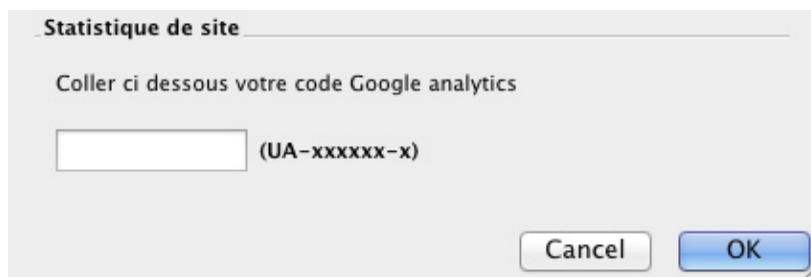 Statistique de site
Coller ci dessous votre code Google analytics
(UA-xxxxxx-x)
Cancel OK